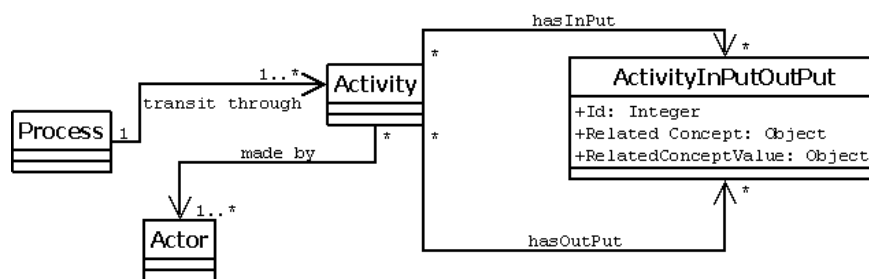 hasInPut
* *
1..* Activity ActivityInPutOutPut
transit through +Id: Integer
Process 1 +Related Concept: Object
* * +RelatedConceptValue: Object
made by
*
1..*
Actor hasOutPut